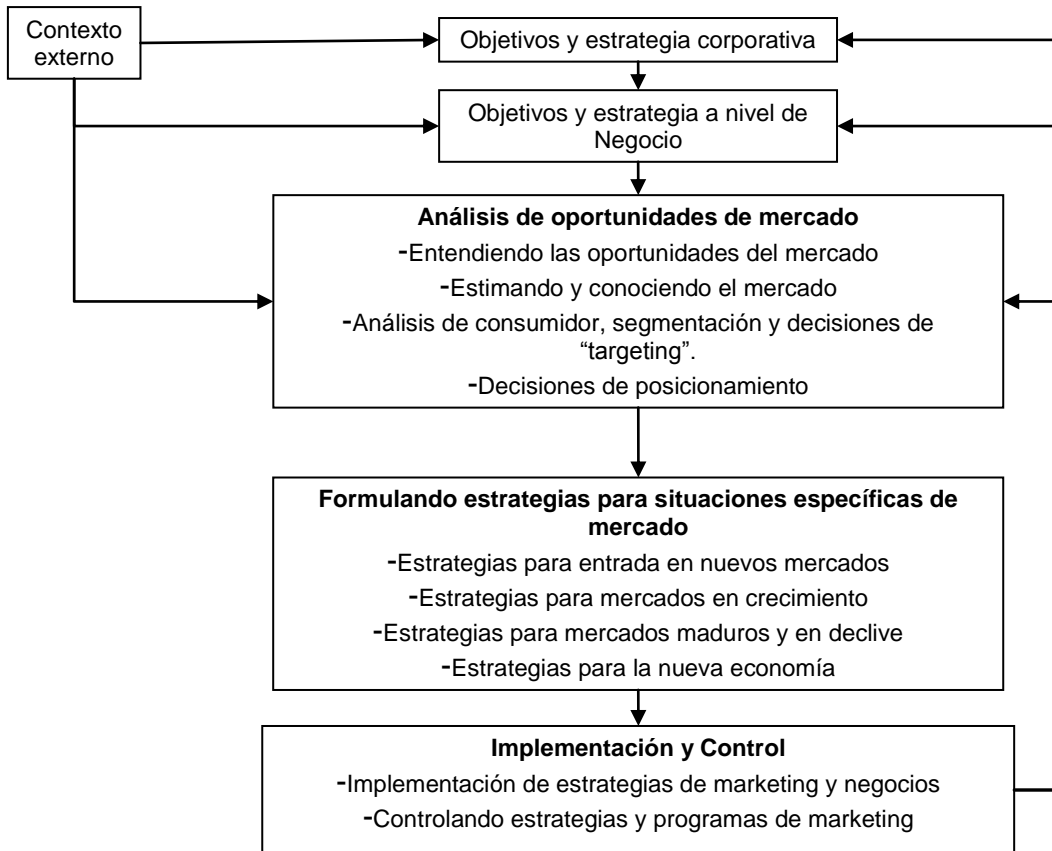 Contexto
externo
Objetivos y estrategia corporativa
Objetivos y estrategia a nivel de
Negocio
Análisis de oportunidades de mercado
-Entendiendo las oportunidades del mercado
-Estimando y conociendo el mercado
-Análisis de consumidor, segmentación y decisiones de
“targeting”.
-Decisiones de posicionamiento
Formulando estrategias para situaciones específicas de
mercado
-Estrategias para entrada en nuevos mercados
-Estrategias para mercados en crecimiento
-Estrategias para mercados maduros y en declive
-Estrategias para la nueva economía
Implementación y Control
-Implementación de estrategias de marketing y negocios
-Controlando estrategias y programas de marketing